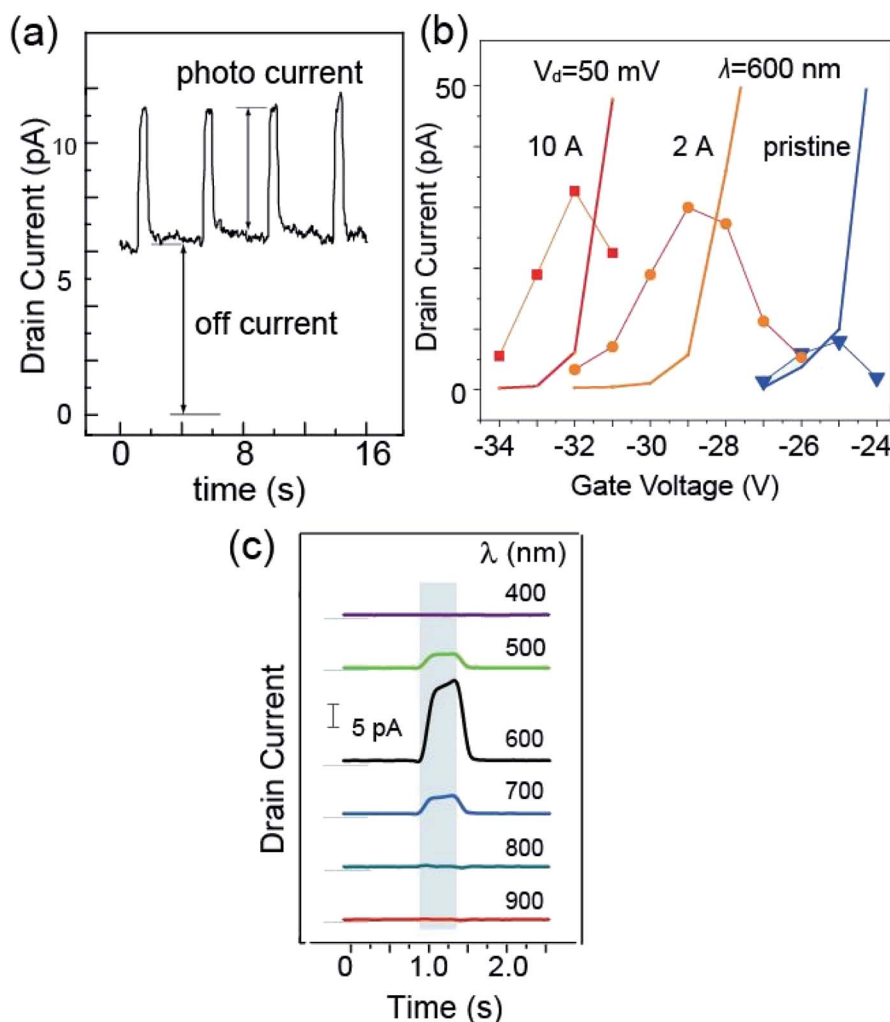 (a)
photo current
off current
Drain Current (pA)
10
5
0
0 8 16
time (s)
(b)
V_d=50 mV λ=600 nm
10 A 2 A pristine
Drain Current (pA)
50
0
-34 -32 -30 -28 -26 -24
Gate Voltage (V)
(c)
λ (nm)
400
500
5 pA
600
700
800
900
Drain Current
0 1.0 2.0
Time (s)